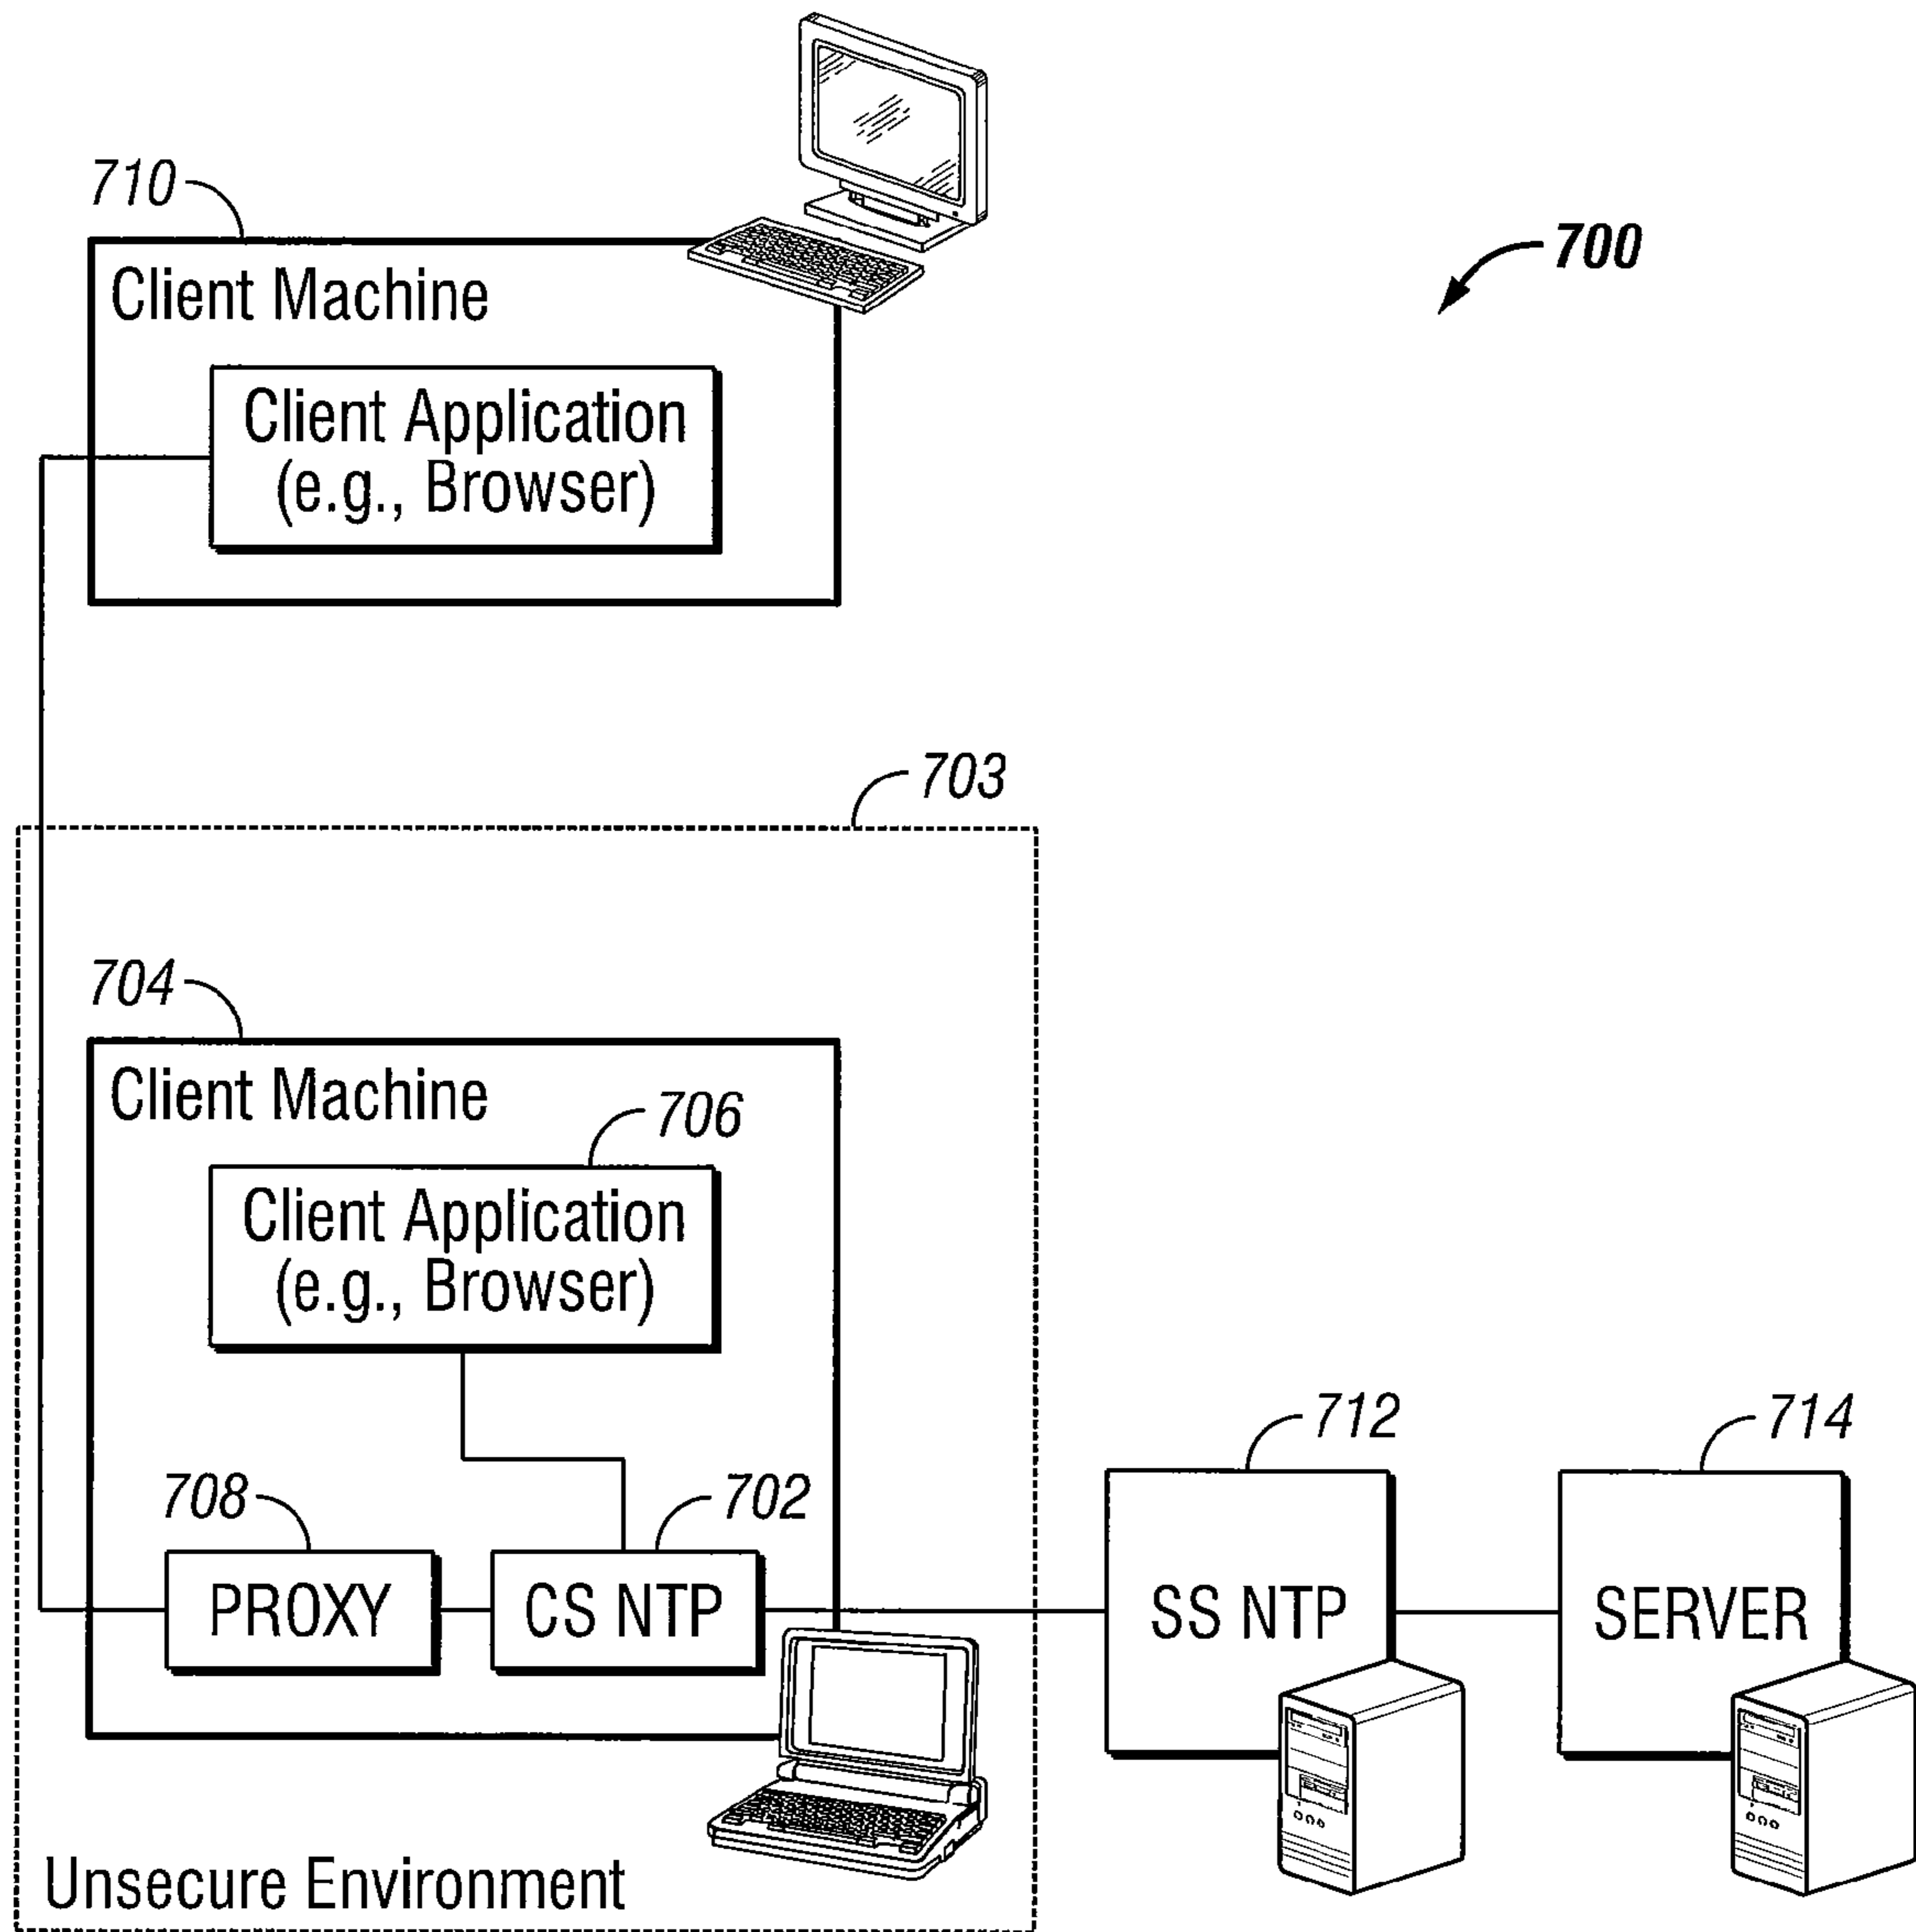 710
700
Client Machine
Client Application
(e.g., Browser)
703
704
Client Machine
706
Client Application
(e.g., Browser)
712
714
708
702
PROXY
CS NTP
SS NTP
SERVER
Unsecure Environment